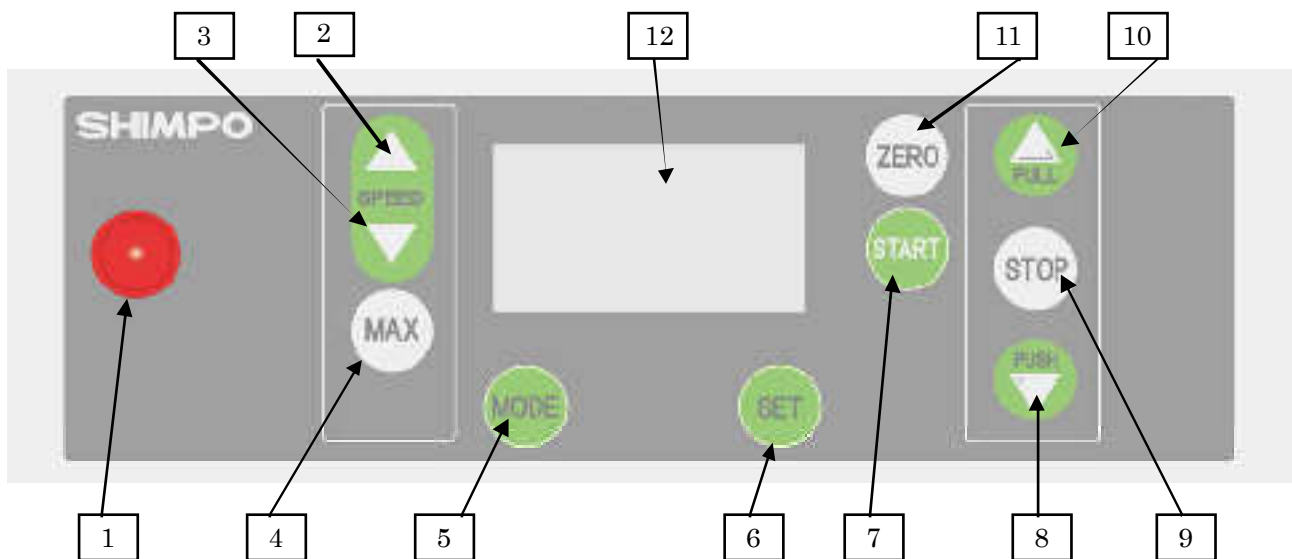 3
2
12
11
10
SHIMPO
SPEED
MAX
MODE
SET
ZERO
START
PULL
STOP
PUSH
1
4
5
6
7
8
9